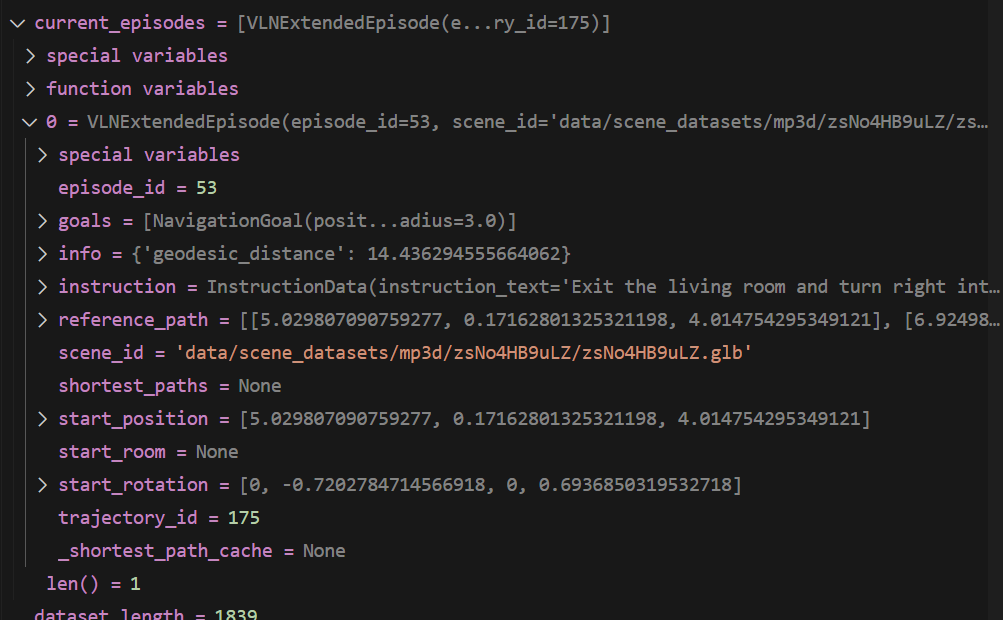 current_episodes = [VLNExtendedEpisode(e...ry_id=175)]
special variables
function variables
0 = VLNExtendedEpisode(episode_id=53, scene_id='data/scene_datasets/mp3d/zsNo4HB9uLZ/zs…
special variables
episode_id = 53
goals = [NavigationGoal(posit...adius=3.0)]
info = {'geodesic_distance': 14.436294555664062}
instruction = InstructionData(instruction_text='Exit the living room and turn right int…
reference_path = [[5.029807090759277, 0.17162801325321198, 4.014754295349121], [6.92498…
scene_id = 'data/scene_datasets/mp3d/zsNo4HB9uLZ/zsNo4HB9uLZ.glb'
shortest_paths = None
start_position = [5.029807090759277, 0.17162801325321198, 4.014754295349121]
start_room = None
start_rotation = [0, -0.7202784714566918, 0, 0.6936850319532718]
trajectory_id = 175
_shortest_path_cache = None
len() = 1
dataset_length = 1839